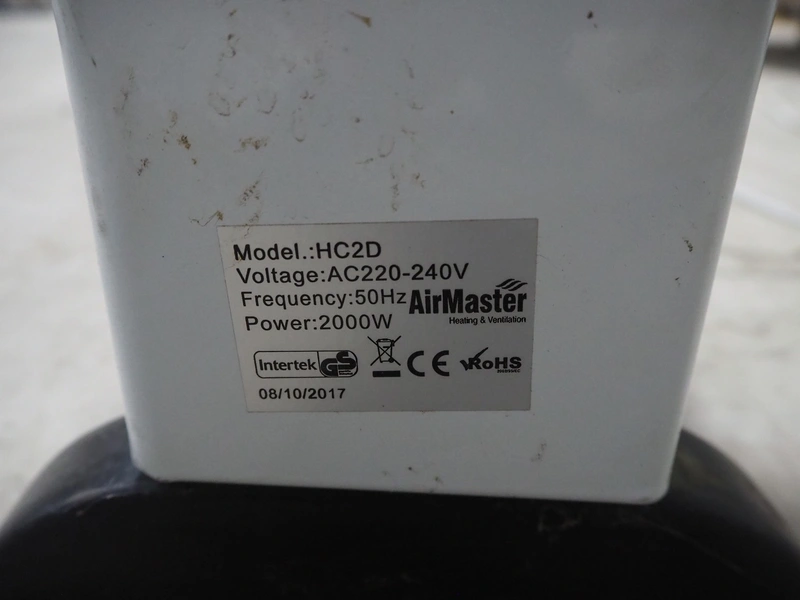 Model.:HC2D
Voltage:AC220-240V
Frequency:50Hz
AirMaster
Heating & Ventilation
Power:2000W
Intertek GS
CE
RoHS
08/10/2017